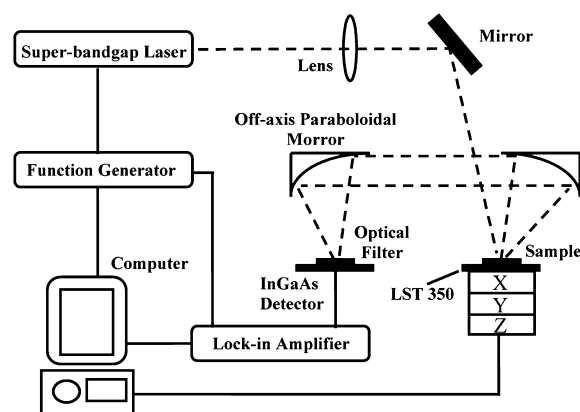 Super-bandgap Laser
Lens
Mirror
Off-axis Paraboloidal
Morror
Function Generator
Optical
Filter
Sample
Computer
InGaAs
Detector
LST 350
X
Y
Z
Lock-in Amplifier